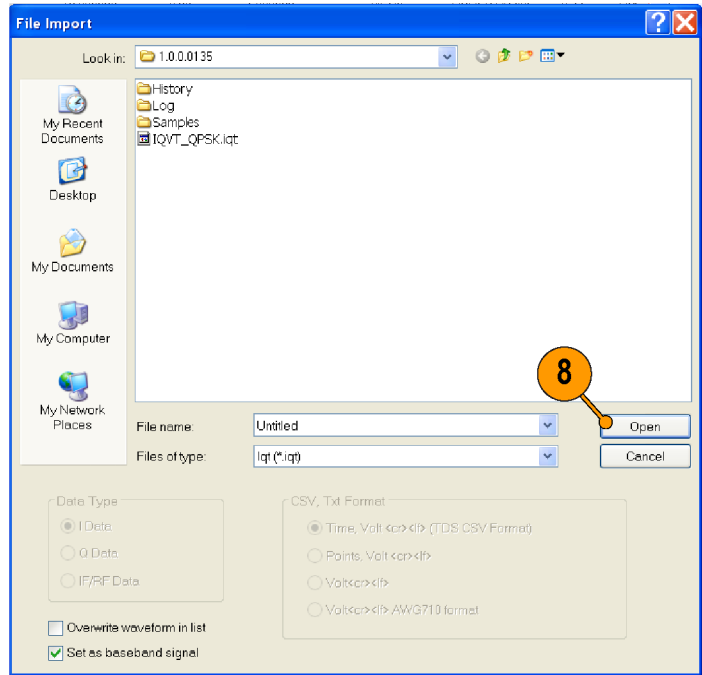 File Import
Look in: 1.0.0.0135
History
Log
Samples
IQVT_QPSK.iqt
My Recent
Documents
Desktop
My Documents
My Computer
My Network
Places
8
File name: Untitled Open
Files of type: Iqt (*.iqt) Cancel
Data Type
I Data
Q Data
IF/RF Data
CSV, Txt Format
Time, Volt <cr><lf> (TDS CSV Format)
Points, Volt <cr><lf>
Volt<cr><lf>
Volt<cr><lf> AWG710 format
Overwrite waveform in list
Set as baseband signal